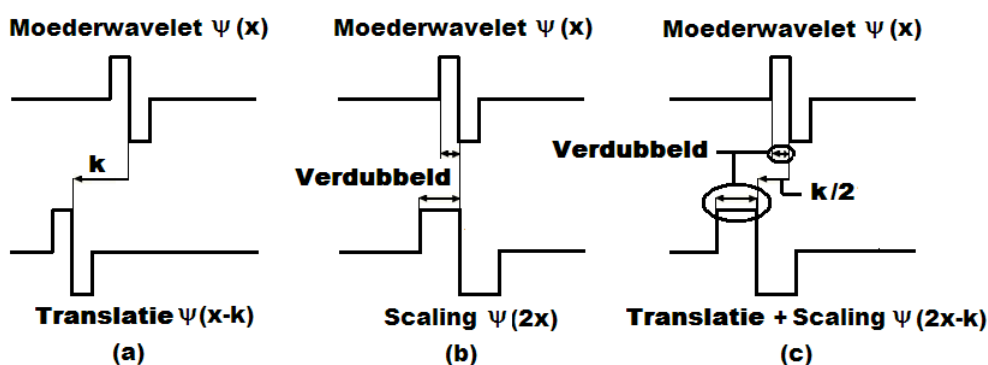 Moederwavelet Ψ(x)
k
Translatie Ψ(x-k)
(a)
Moederwavelet Ψ(x)
Verdubbeld
Scaling Ψ(2x)
(b)
Moederwavelet Ψ(x)
Verdubbeld
k/2
Translatie + Scaling Ψ(2x-k)
(c)